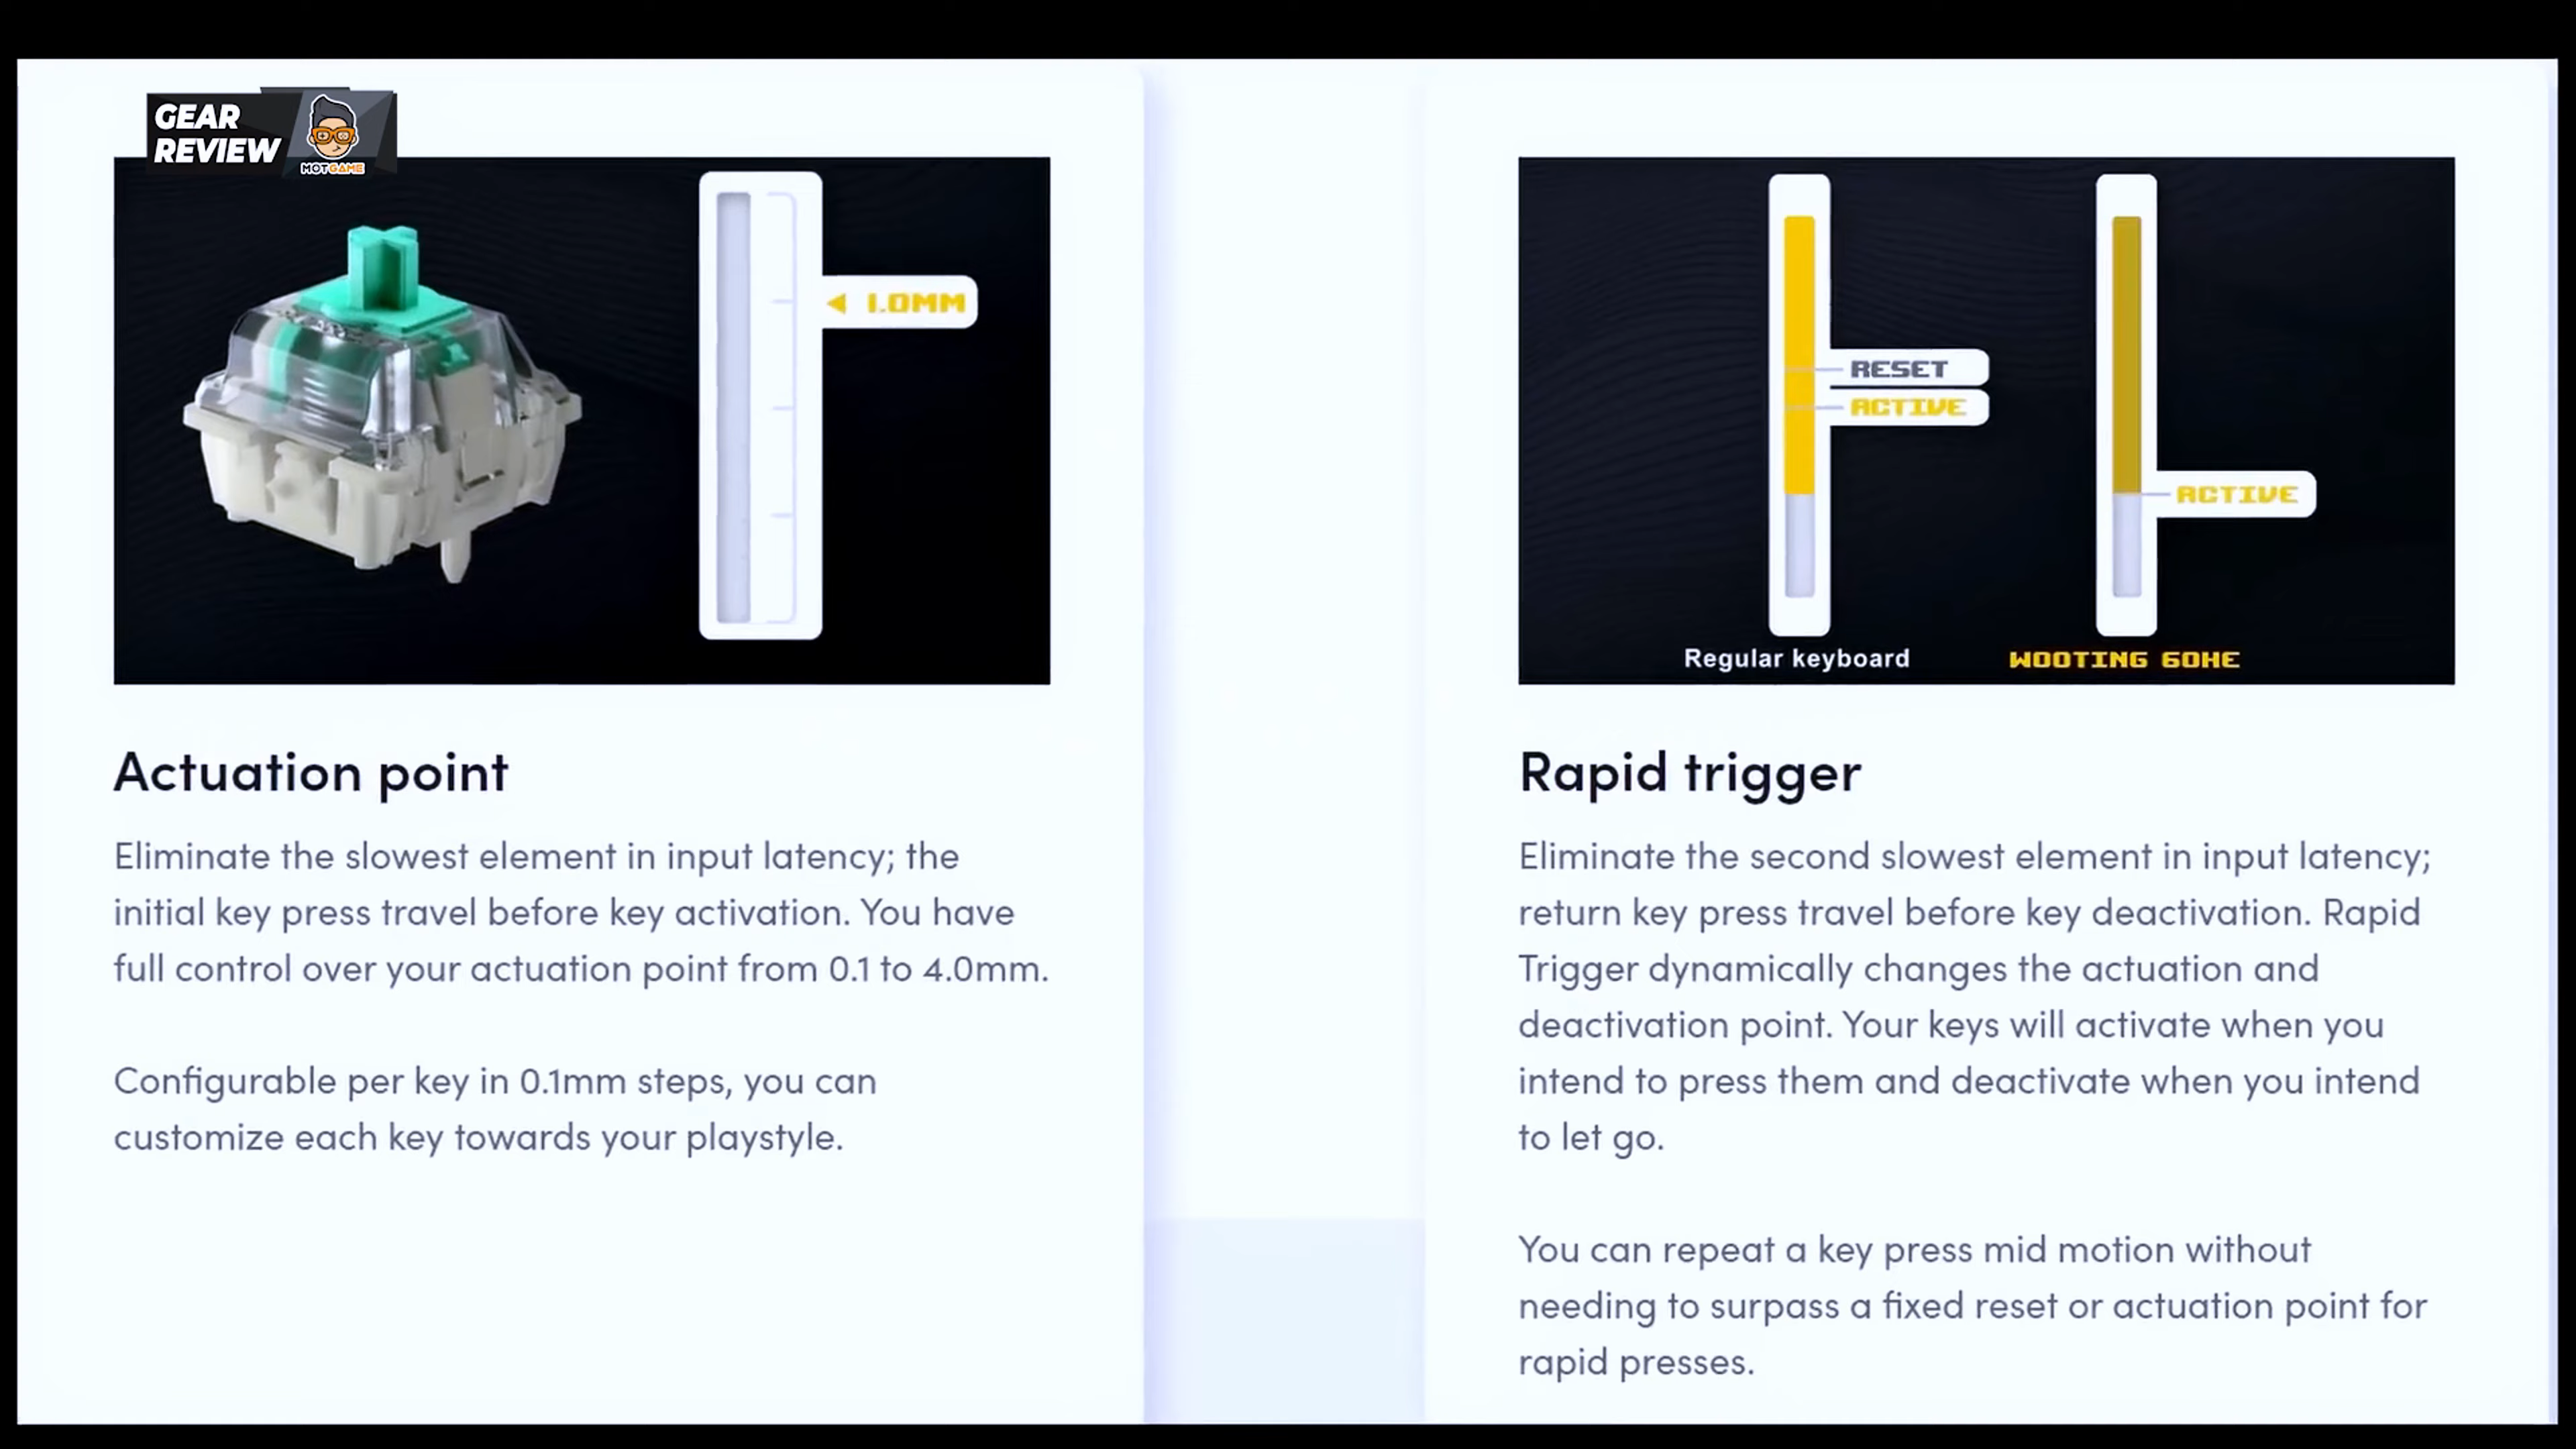 GEAR
REVIEW
MOTGAME
1.0MM
Actuation point
Eliminate the slowest element in input latency; the
initial key press travel before key activation. You have
full control over your actuation point from 0.1 to 4.0mm.
Configurable per key in 0.1mm steps, you can
customize each key towards your playstyle.
RESET
ACTIVE
ACTIVE
Regular keyboard
WOOTING 60HE
Rapid trigger
Eliminate the second slowest element in input latency;
return key press travel before key deactivation. Rapid
Trigger dynamically changes the actuation and
deactivation point. Your keys will activate when you
intend to press them and deactivate when you intend
to let go.
You can repeat a key press mid motion without
needing to surpass a fixed reset or actuation point for
rapid presses.